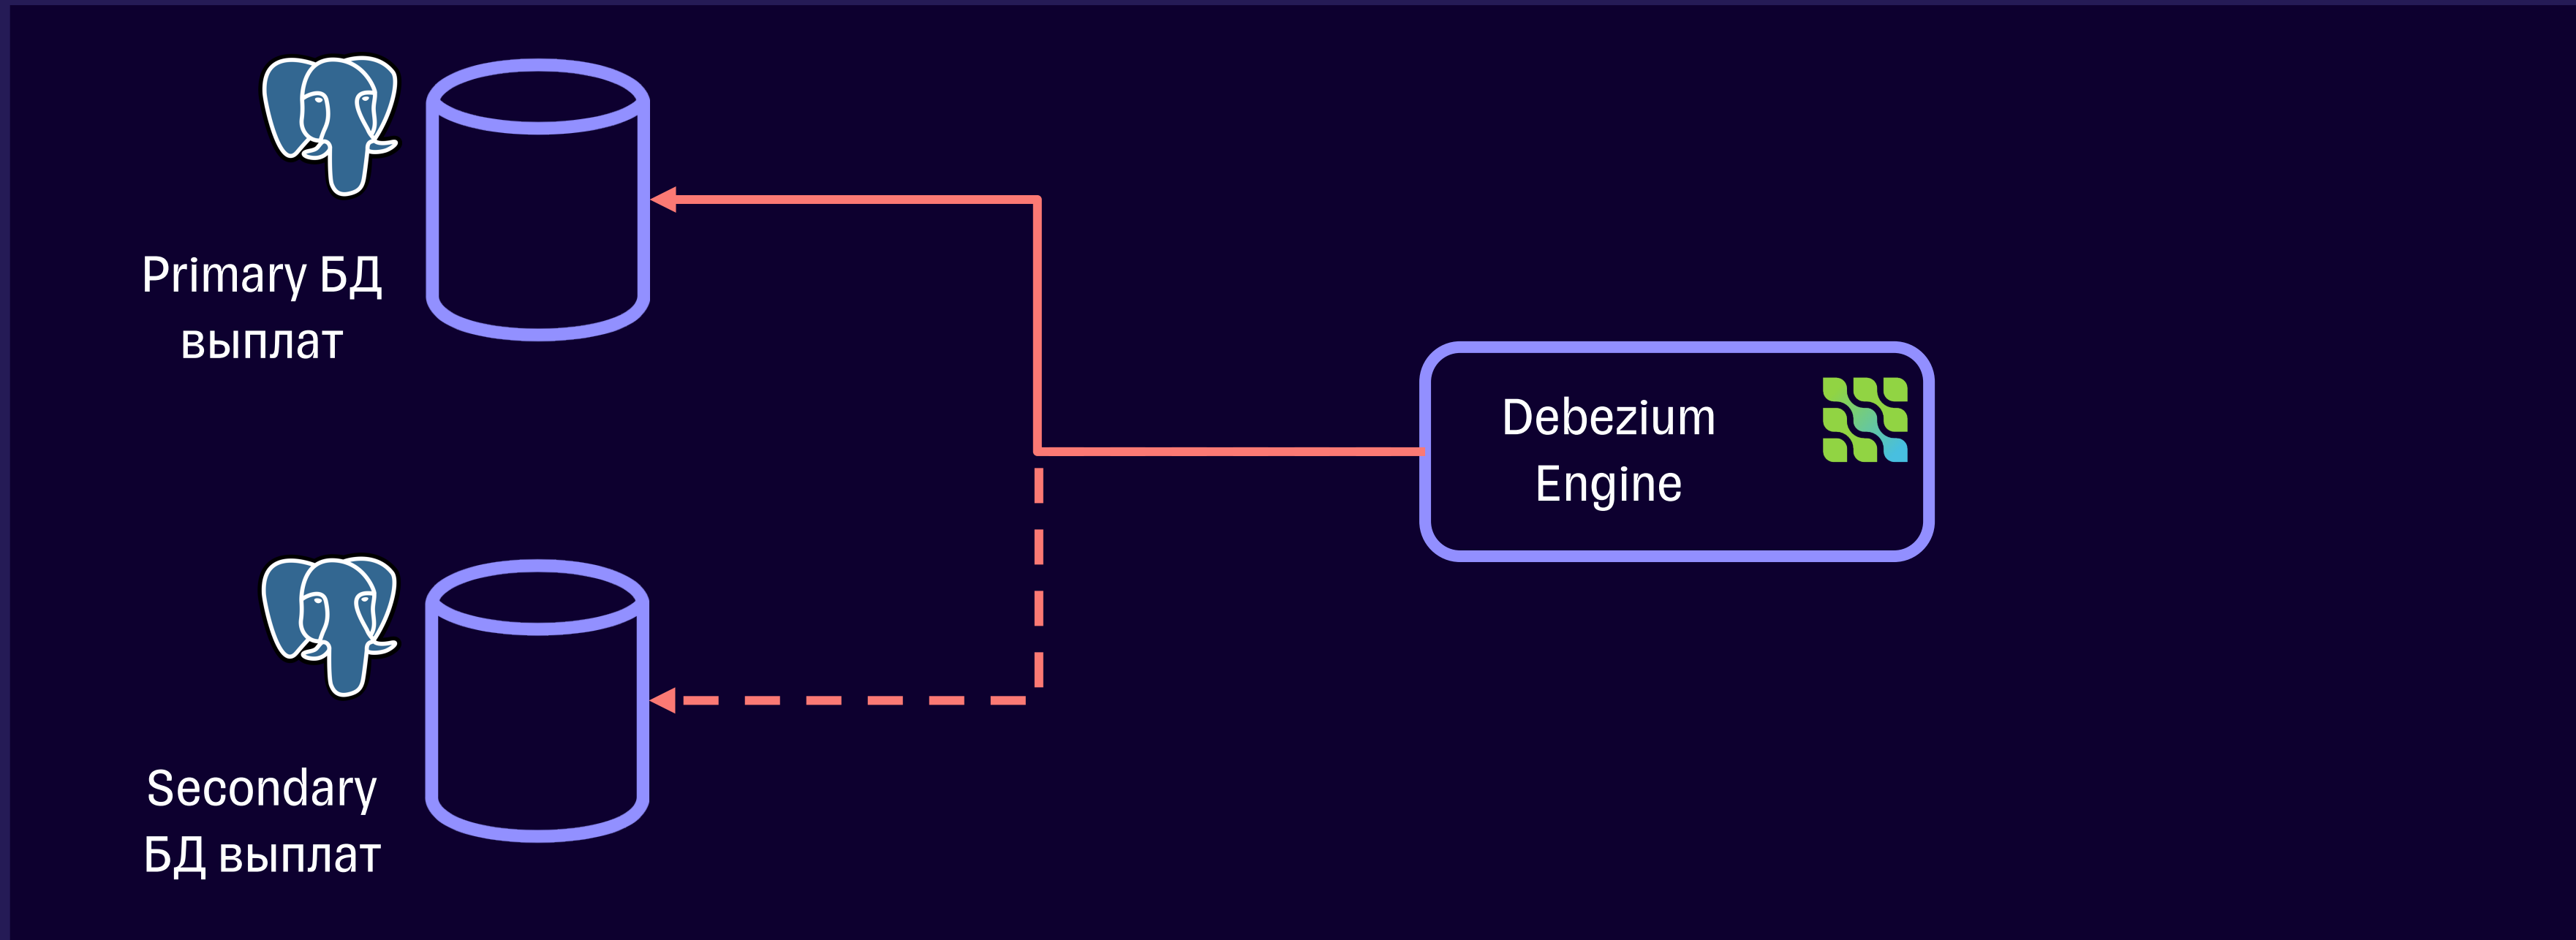 Primary БД
выплат
Debezium
Engine
Secondary
БД выплат